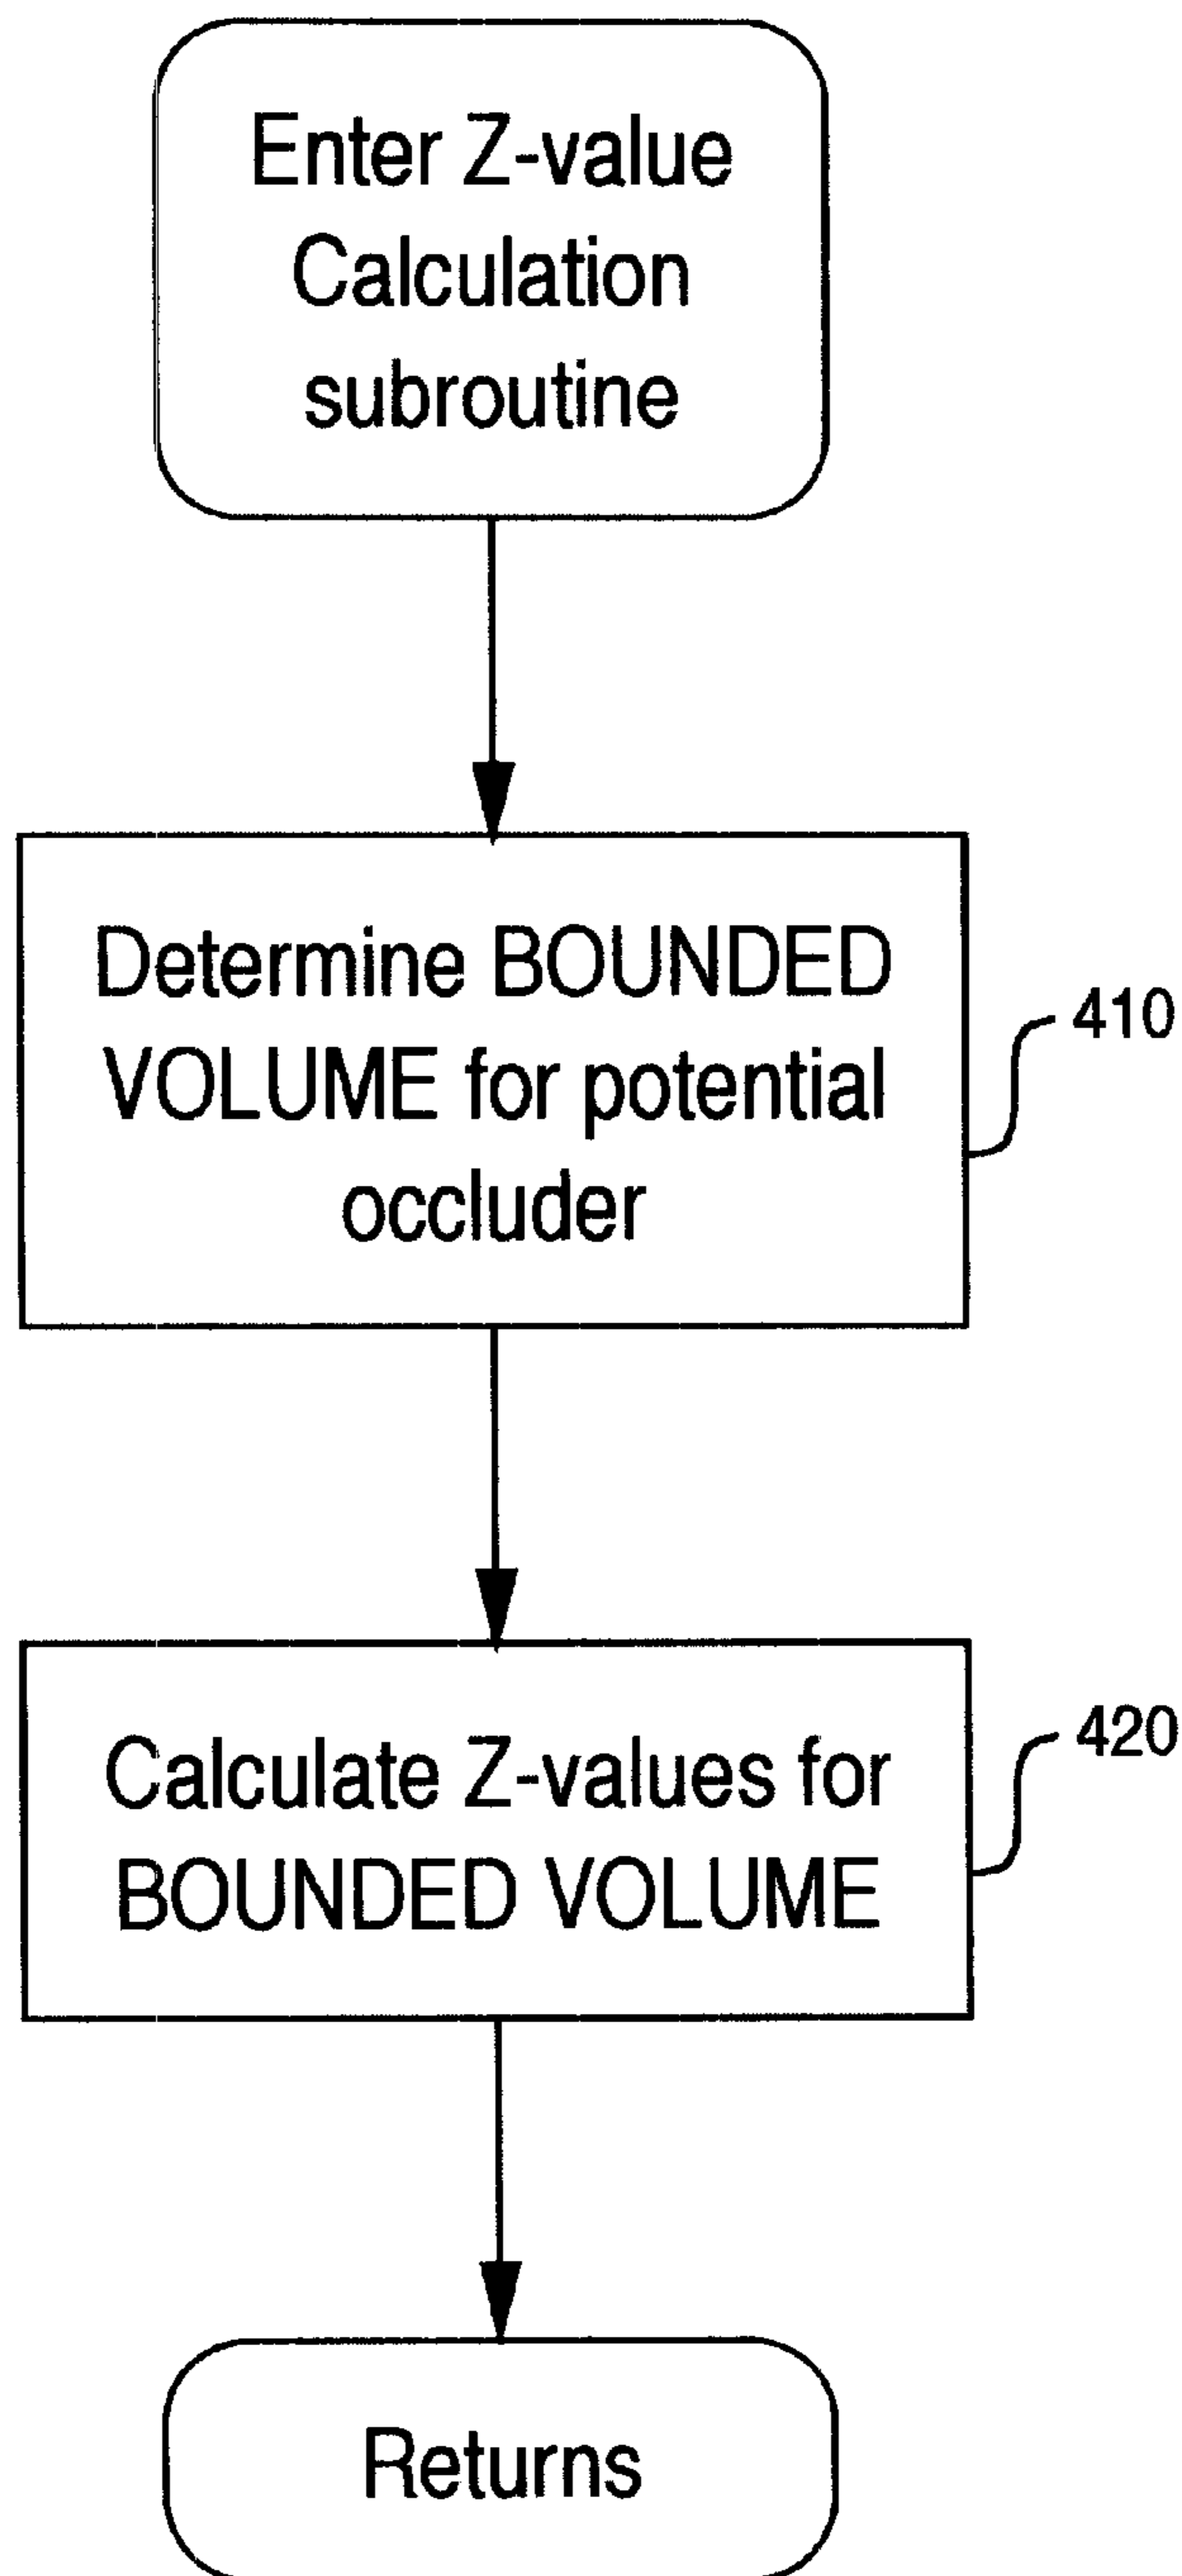 Enter Z-value
Calculation
subroutine
Determine BOUNDED
VOLUME for potential
occluder
410
Calculate Z-values for
BOUNDED VOLUME
420
Returns